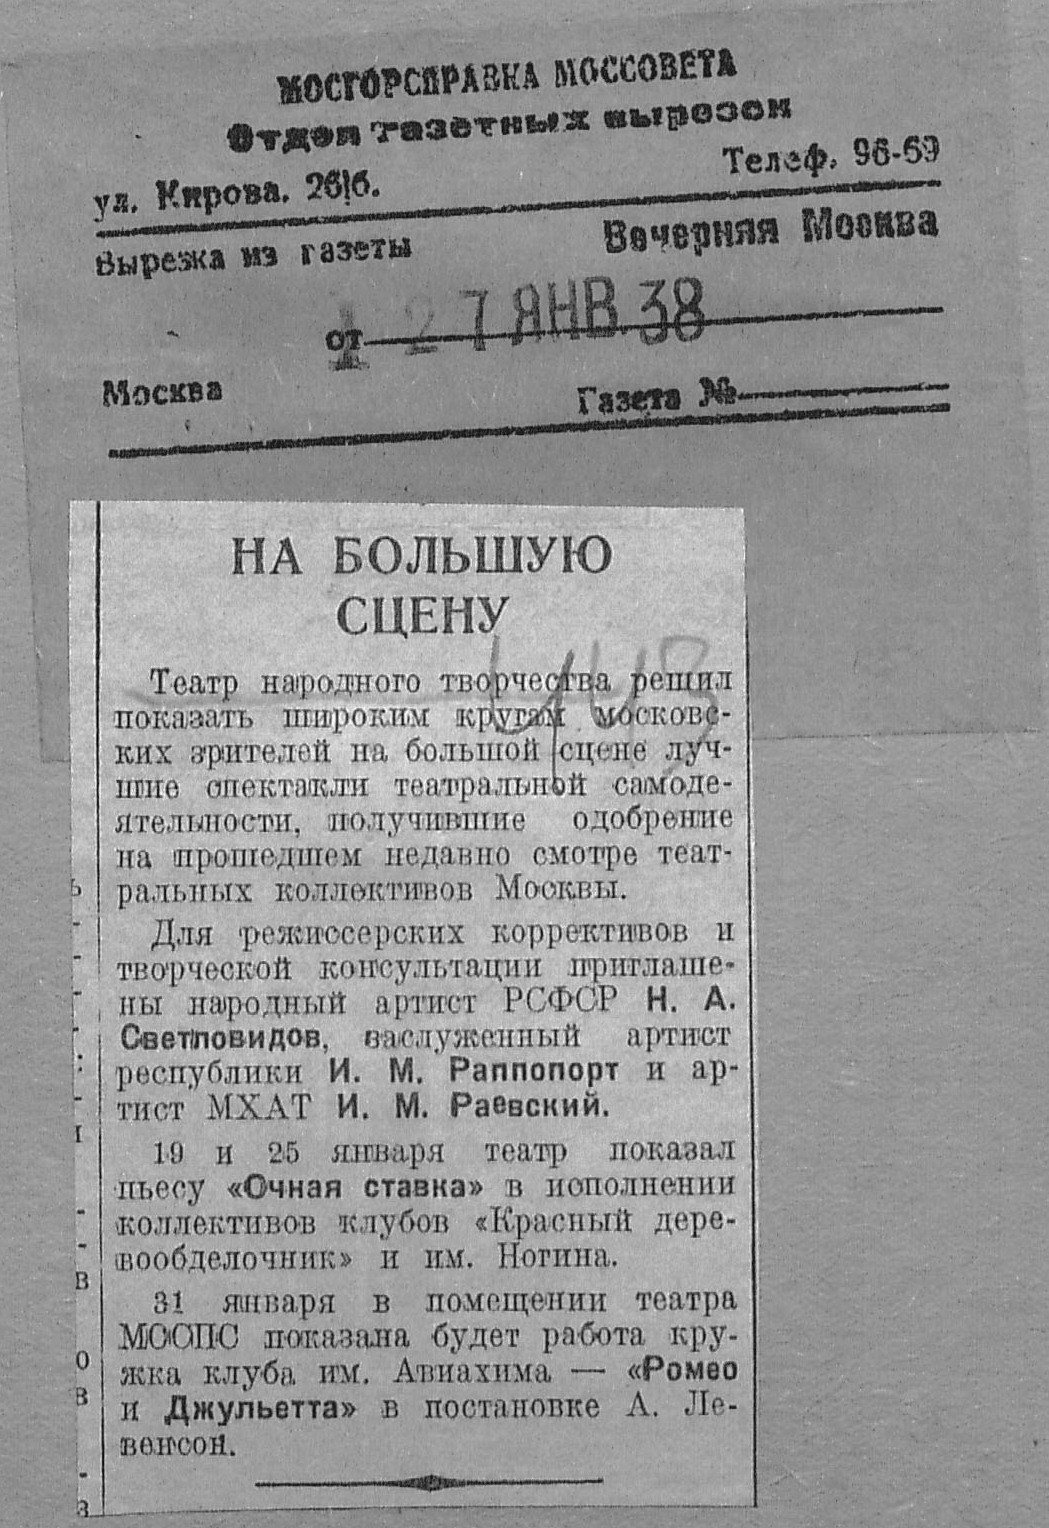 МОСГОРСПРАВКА МОССОВЕТА
Отдел газетных вырезок
ул. Кирова. 26/б.
Телеф. 96-69
Вырезка из газеты
Вечерняя Москва
от 27 ЯНВ. 38
Москва
Газета №
НА БОЛЬШУЮ
СЦЕНУ
Театр народного творчества решил
показать широким кругам московс-
ких зрителей на большой сцене луч-
шие спектакли театральной самоде-
ятельности, получившие одобрение
на прошедшем недавно смотре теат-
ральных коллективов Москвы.
Для режиссерских коррективов и
творческой консультации приглаше-
ны народный артист РСФСР Н. А.
Светловидов, заслуженный артист
республики И. М. Раппопорт и ар-
тист МХАТ И. М. Раевский.
19 и 25 января театр показал
пьесу «Очная ставка» в исполнении
коллективов клубов «Красный дере-
вообделочник» и им. Ногина.
31 января в помещении театра
МОСПС показана будет работа кру-
жка клуба им. Авиахима — «Ромео
и Джульетта» в постановке А. Ле-
венсон.